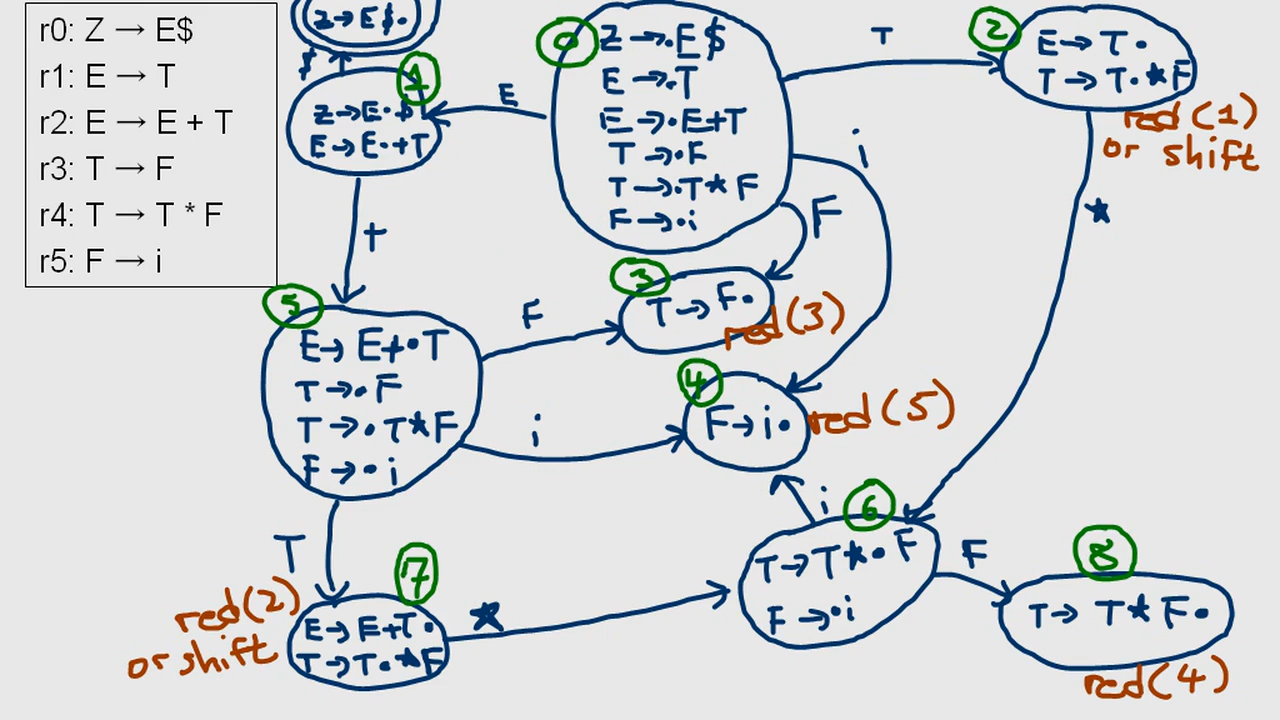 r0: Z → E$
r1: E → T
r2: E → E + T
r3: T → F
r4: T → T * F
r5: F → i
Z→E$.
$
1
Z→E.$
E→E.+T
E
0
Z→.E$
E→.T
E→.E+T
T→.F
T→.T*F
F→.i
T
2
E→T.
T→T.*F
red(1)
or shift
i
F
*
+
3
T→F.
red(3)
5
E→E+.T
T→.F
T→.T*F
F→.i
F
i
4
F→i.
red(5)
T
7
E→E+T.
T→T.*F
red(2)
or shift
*
i
6
T→T*.F
F→.i
F
8
T→T*F.
red(4)